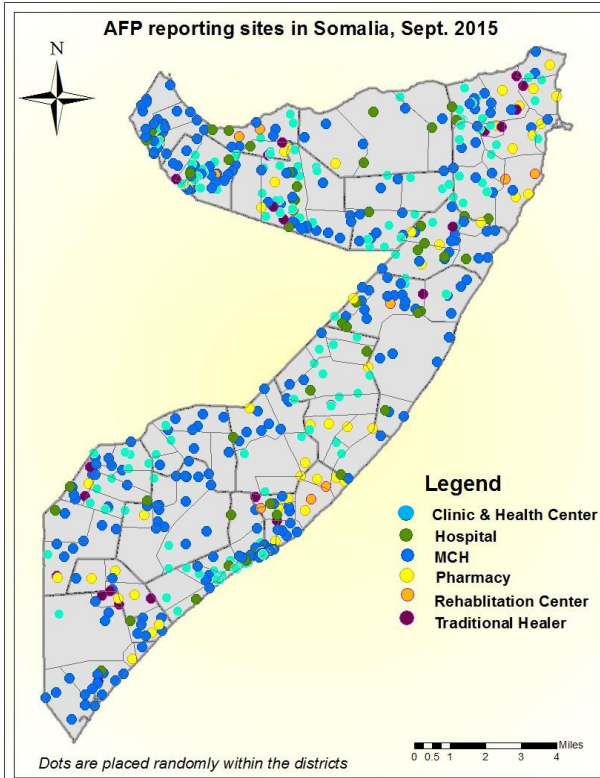 AFP reporting sites in Somalia, Sept. 2015
N
Legend
Clinic & Health Center
Hospital
MCH
Pharmacy
Rehablitation Center
Traditional Healer
Miles
0 0.5 1 2 3 4
Dots are placed randomly within the districts